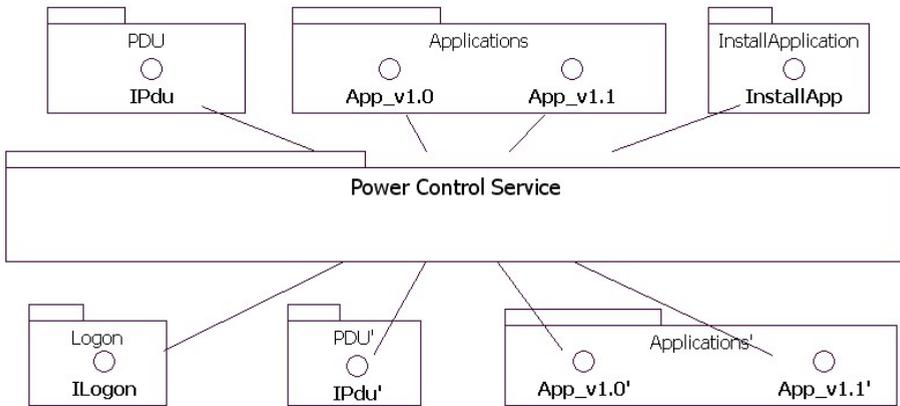 PDU
Applications
InstallApplication
IPdu
App_v1.0
App_v1.1
InstallApp
Power Control Service
Logon
PDU'
Applications'
ILogon
IPdu'
App_v1.0'
App_v1.1'